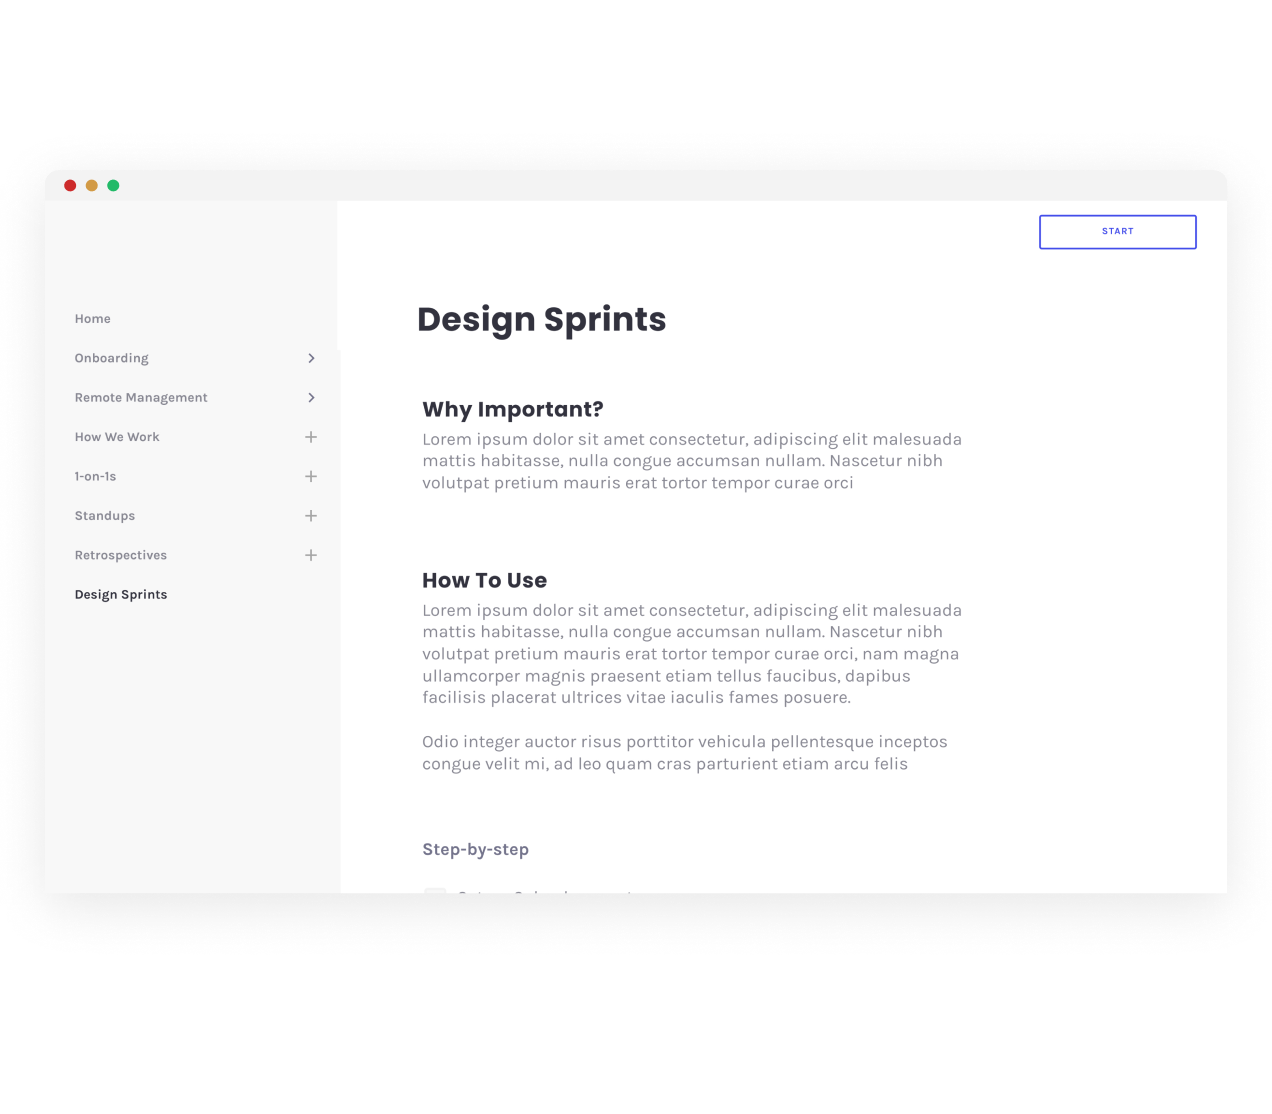 START
Home
Onboarding
Remote Management
How We Work
1-on-1s
Standups
Retrospectives
Design Sprints
Design Sprints
Why Important?
Lorem ipsum dolor sit amet consectetur, adipiscing elit malesuada
mattis habitasse, nulla congue accumsan nullam. Nascetur nibh
volutpat pretium mauris erat tortor tempor curae orci
How To Use
Lorem ipsum dolor sit amet consectetur, adipiscing elit malesuada
mattis habitasse, nulla congue accumsan nullam. Nascetur nibh
volutpat pretium mauris erat tortor tempor curae orci, nam magna
ullamcorper magnis praesent etiam tellus faucibus, dapibus
facilisis placerat ultrices vitae iaculis fames posuere.
Odio integer auctor risus porttitor vehicula pellentesque inceptos
congue velit mi, ad leo quam cras parturient etiam arcu felis
Step-by-step